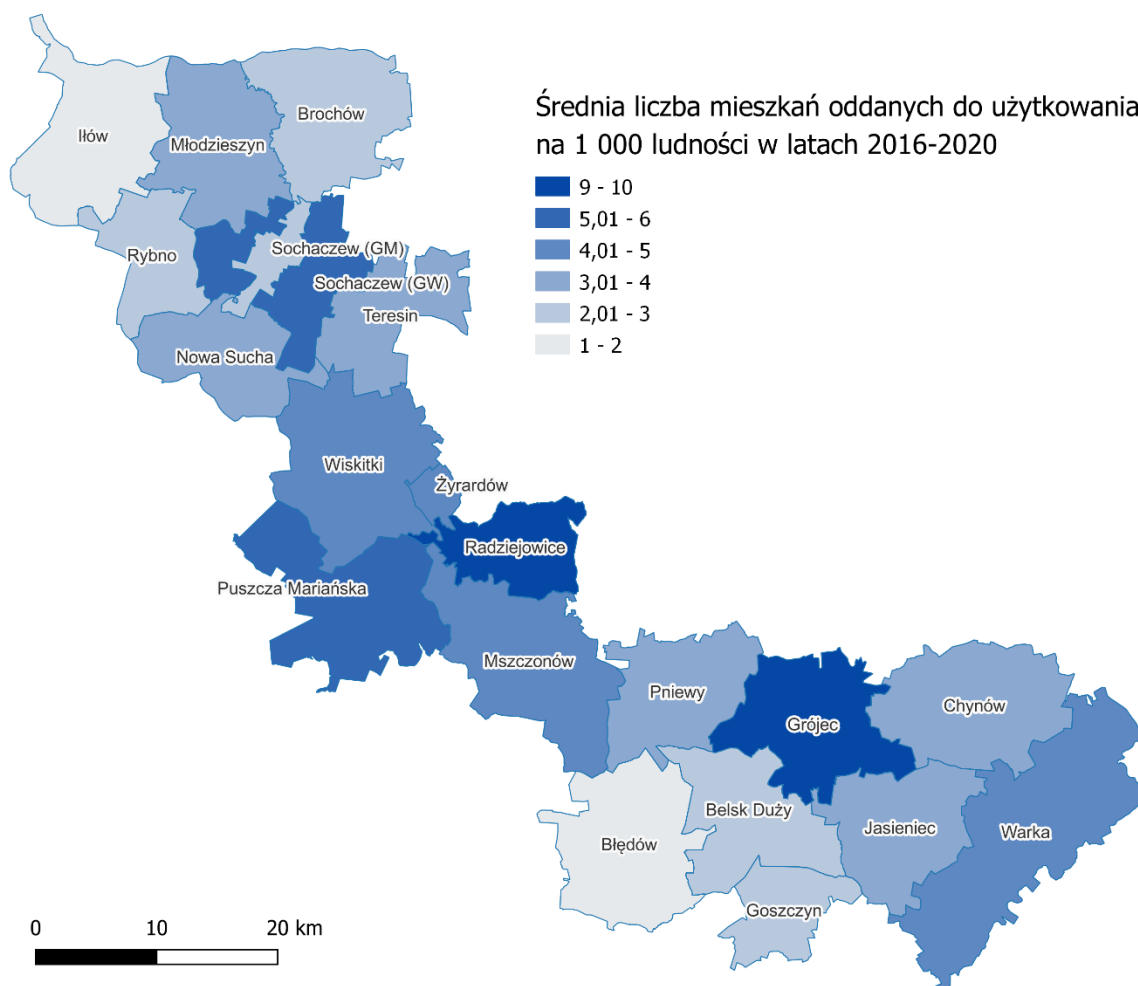 Średnia liczba mieszkań oddanych do użytkowania
na 1 000 ludności w latach 2016-2020
9 - 10
5,01 - 6
4,01 - 5
3,01 - 4
2,01 - 3
1 - 2
Brochów
Iłów
Młodzieszyn
Rybno
Sochaczew (GM)
Sochaczew (GW)
Teresin
Nowa Sucha
Wiskitki
Żyrardów
Radziejowice
Puszcza Mariańska
Mszczonów
Pniewy
Chynów
Grójec
Belsk Duży
Jasieniec
Warka
Błędów
Goszczyn
0 10 20 km